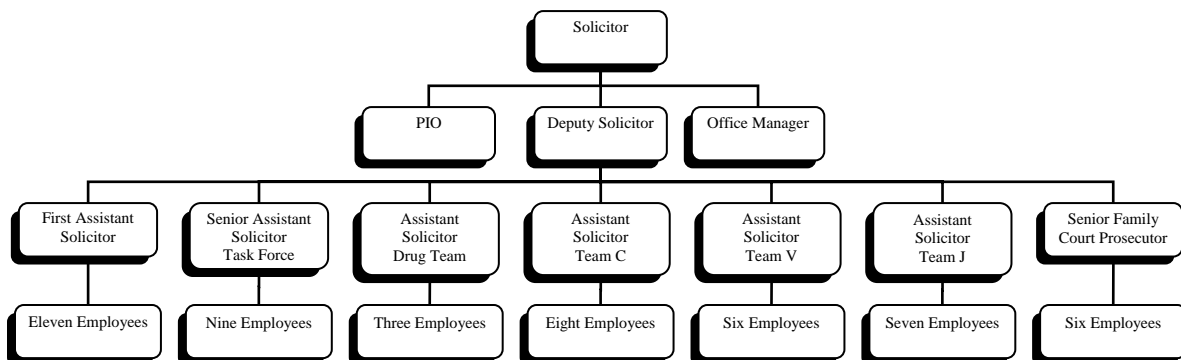 Solicitor
PIO
Deputy Solicitor
Office Manager
First Assistant
Solicitor
Senior Assistant
Solicitor
Task Force
Assistant
Solicitor
Drug Team
Assistant
Solicitor
Team C
Assistant
Solicitor
Team V
Assistant
Solicitor
Team J
Senior Family
Court Prosecutor
Eleven Employees
Nine Employees
Three Employees
Eight Employees
Six Employees
Seven Employees
Six Employees